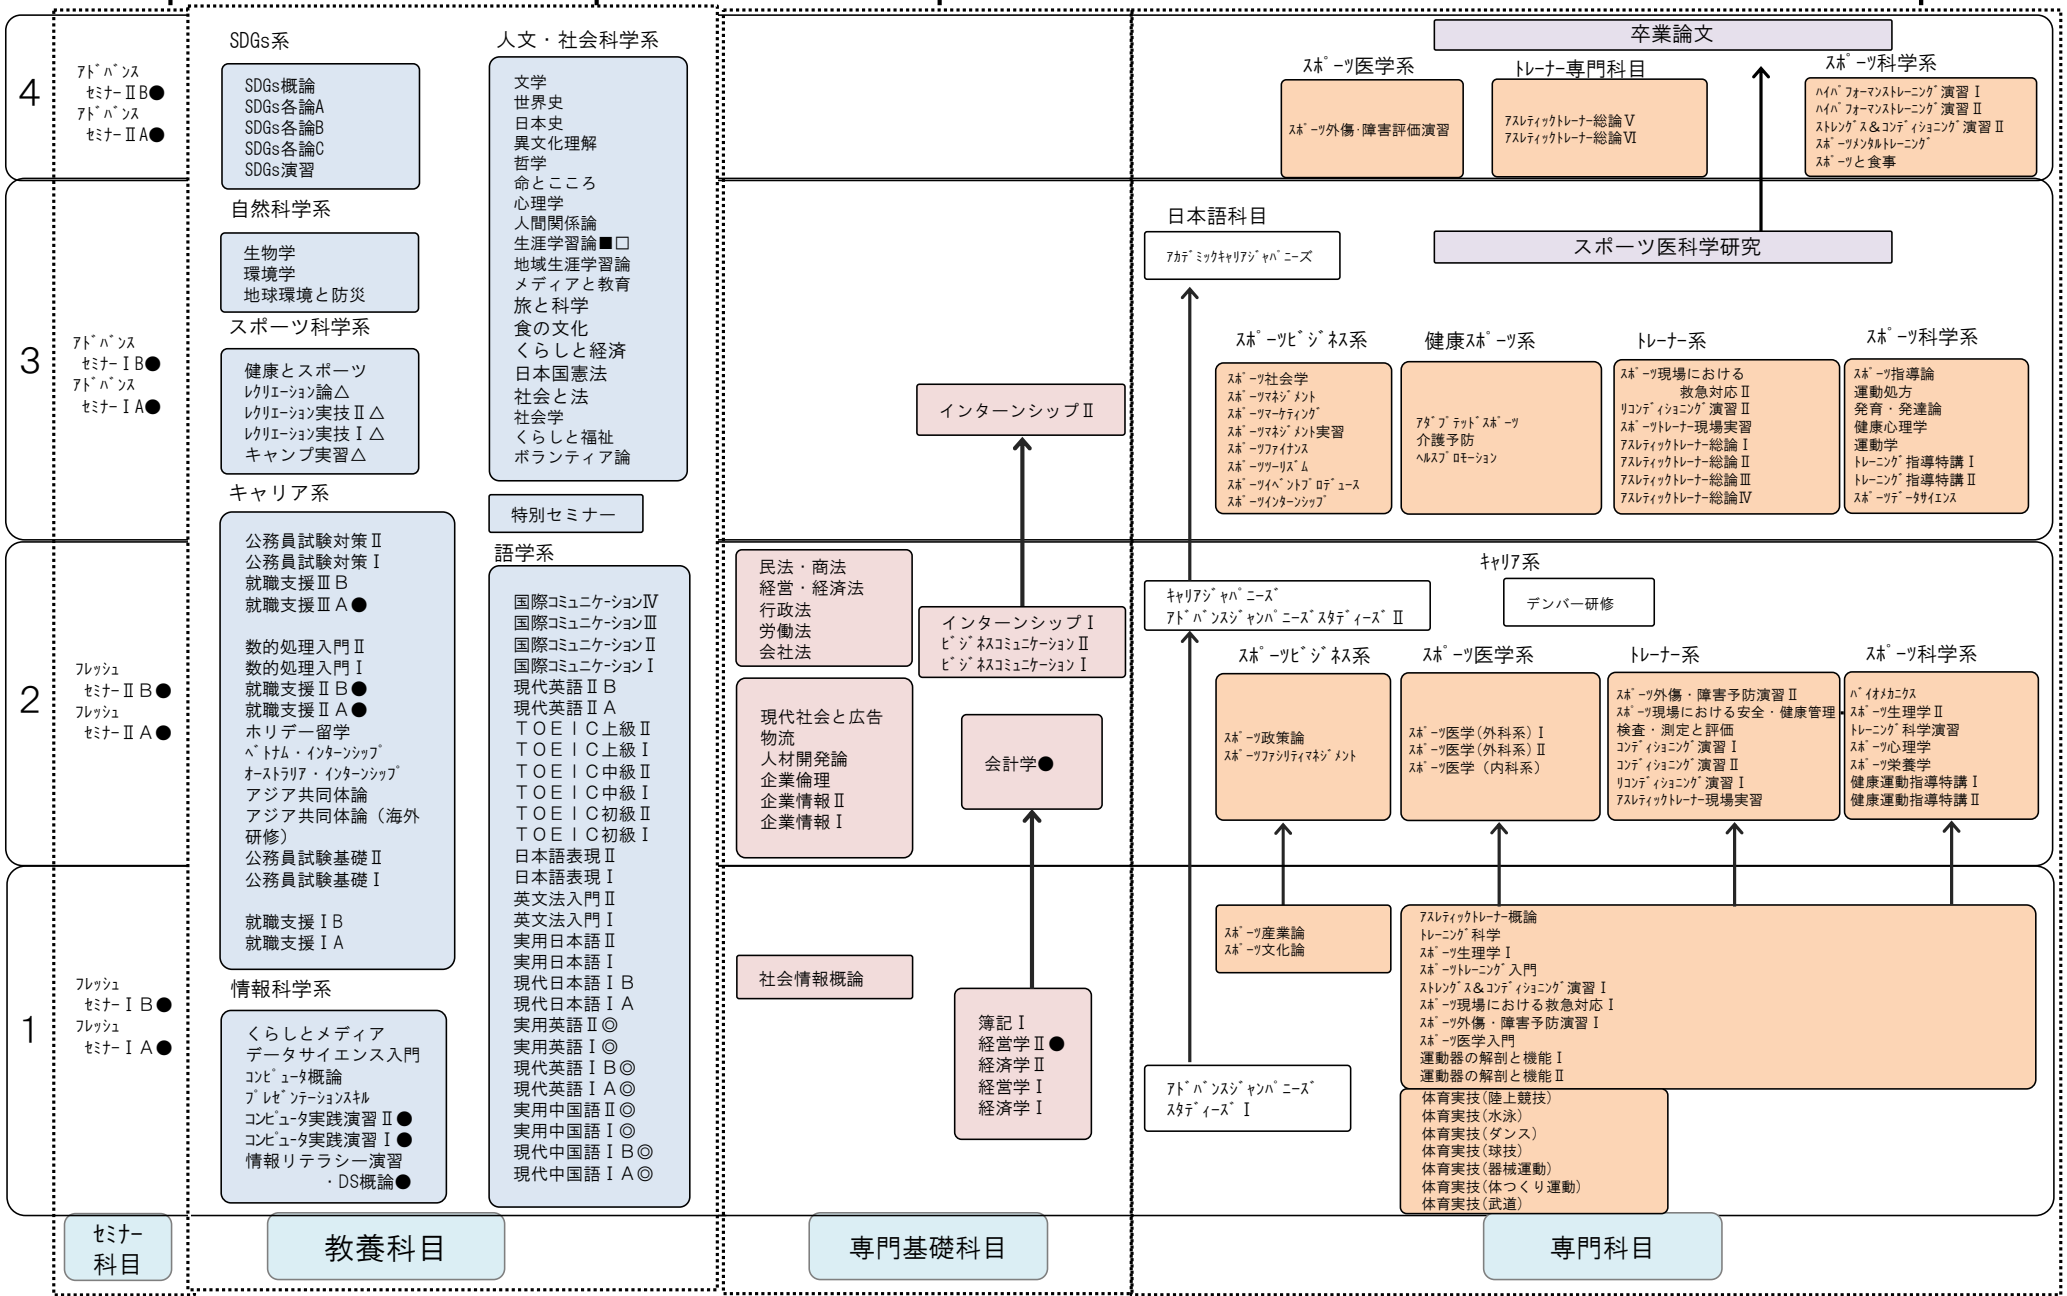 4
アドバンス
セミナーⅡB●
アドバンス
セミナーⅡA●
3
アドバンス
セミナーⅠB●
アドバンス
セミナーⅠA●
2
フレッシュ
セミナーⅡB●
フレッシュ
セミナーⅡA●
1
フレッシュ
セミナーⅠB●
フレッシュ
セミナーⅠA●
セミナー
科目
SDGs系
SDGs概論
SDGs各論A
SDGs各論B
SDGs各論C
SDGs演習
自然科学系
生物学
環境学
地球環境と防災
スポーツ科学系
健康とスポーツ
レクリエーション論△
レクリエーション実技Ⅱ△
レクリエーション実技Ⅰ△
キャンプ実習△
キャリア系
公務員試験対策Ⅱ
公務員試験対策Ⅰ
就職支援ⅢB
就職支援ⅢA●
数的処理入門Ⅱ
数的処理入門Ⅰ
就職支援ⅡB●
就職支援ⅡA●
ホリデー留学
ベトナム・インターンシップ
オーストラリア・インターンシップ
アジア共同体論
アジア共同体論（海外
研修）
公務員試験基礎Ⅱ
公務員試験基礎Ⅰ
就職支援ⅠB
就職支援ⅠA
情報科学系
くらしとメディア
データサイエンス入門
コンピュータ概論
プレゼンテーションスキル
コンピュータ実践演習Ⅱ●
コンピュータ実践演習Ⅰ●
情報リテラシー演習
・DS概論●
人文・社会科学系
文学
世界史
日本史
異文化理解
哲学
命とこころ
心理学
人間関係論
生涯学習論■□
地域生涯学習論
メディアと教育
旅と科学
食の文化
くらしと経済
日本国憲法
社会と法
社会学
くらしと福祉
ボランティア論
特別セミナー
語学系
国際コミュニケーションⅣ
国際コミュニケーションⅢ
国際コミュニケーションⅡ
国際コミュニケーションⅠ
現代英語ⅡB
現代英語ⅡA
TOEIC上級Ⅱ
TOEIC上級Ⅰ
TOEIC中級Ⅱ
TOEIC中級Ⅰ
TOEIC初級Ⅱ
TOEIC初級Ⅰ
日本語表現Ⅱ
日本語表現Ⅰ
英文法入門Ⅱ
英文法入門Ⅰ
実用日本語Ⅱ
実用日本語Ⅰ
現代日本語ⅠB
現代日本語ⅠA
実用英語Ⅱ◎
実用英語Ⅰ◎
現代英語ⅠB◎
現代英語ⅠA◎
実用中国語Ⅱ◎
実用中国語Ⅰ◎
現代中国語ⅠB◎
現代中国語ⅠA◎
教養科目
インターンシップⅡ
民法・商法
経営・経済法
行政法
労働法
会社法
インターンシップⅠ
ビジネスコミュニケーションⅡ
ビジネスコミュニケーションⅠ
現代社会と広告
物流
人材開発論
企業倫理
企業情報Ⅱ
企業情報Ⅰ
会計学●
社会情報概論
簿記Ⅰ
経営学Ⅱ●
経済学Ⅱ
経営学Ⅰ
経済学Ⅰ
専門基礎科目
卒業論文
スポーツ医学系
スポーツ外傷・障害評価演習
トレーナー専門科目
アスレティックトレーナー総論Ⅴ
アスレティックトレーナー総論Ⅵ
スポーツ科学系
ハイパフォーマンストレーニング演習Ⅰ
ハイパフォーマンストレーニング演習Ⅱ
ストレングス&コンディショニング演習Ⅱ
スポーツメンタルトレーニング
スポーツと食事
日本語科目
アカデミックキャリアジャパニーズ
スポーツ医科学研究
スポーツビジネス系
スポーツ社会学
スポーツマネジメント
スポーツマーケティング
スポーツマネジメント実習
スポーツファイナンス
スポーツツーリズム
スポーツイベントプロデュース
スポーツインターンシップ
健康スポーツ系
アダプテッドスポーツ
介護予防
ヘルスプロモーション
トレーナー系
スポーツ現場における
救急対応Ⅱ
リコンディショニング演習Ⅱ
スポーツトレーナー現場実習
アスレティックトレーナー総論Ⅰ
アスレティックトレーナー総論Ⅱ
アスレティックトレーナー総論Ⅲ
アスレティックトレーナー総論Ⅳ
スポーツ科学系
スポーツ指導論
運動処方
発育・発達論
健康心理学
運動学
トレーニング指導特講Ⅰ
トレーニング指導特講Ⅱ
スポーツデータサイエンス
キャリアジャパニーズ
アドバンスジャンパニーズスタディーズⅡ
キャリア系
デンバー研修
スポーツビジネス系
スポーツ政策論
スポーツファシリティマネジメント
スポーツ医学系
スポーツ医学(外科系)Ⅰ
スポーツ医学(外科系)Ⅱ
スポーツ医学（内科系）
トレーナー系
スポーツ外傷・障害予防演習Ⅱ
スポーツ現場における安全・健康管理・
検査・測定と評価
コンディショニング演習Ⅰ
コンディショニング演習Ⅱ
リコンディショニング演習Ⅰ
アスレティックトレーナー現場実習
スポーツ科学系
バイオメカニクス
スポーツ生理学Ⅱ
トレーニング科学演習
スポーツ心理学
スポーツ栄養学
健康運動指導特講Ⅰ
健康運動指導特講Ⅱ
スポーツ産業論
スポーツ文化論
アスレティックトレーナー概論
トレーニング科学
スポーツ生理学Ⅰ
スポーツトレーニング入門
ストレングス&コンディショニング演習Ⅰ
スポーツ現場における救急対応Ⅰ
スポーツ外傷・障害予防演習Ⅰ
スポーツ医学入門
運動器の解剖と機能Ⅰ
運動器の解剖と機能Ⅱ
アドバンスジャンパニーズ
スタディーズⅠ
体育実技(陸上競技)
体育実技(水泳)
体育実技(ダンス)
体育実技(球技)
体育実技(器械運動)
体育実技(体つくり運動)
体育実技(武道)
専門科目